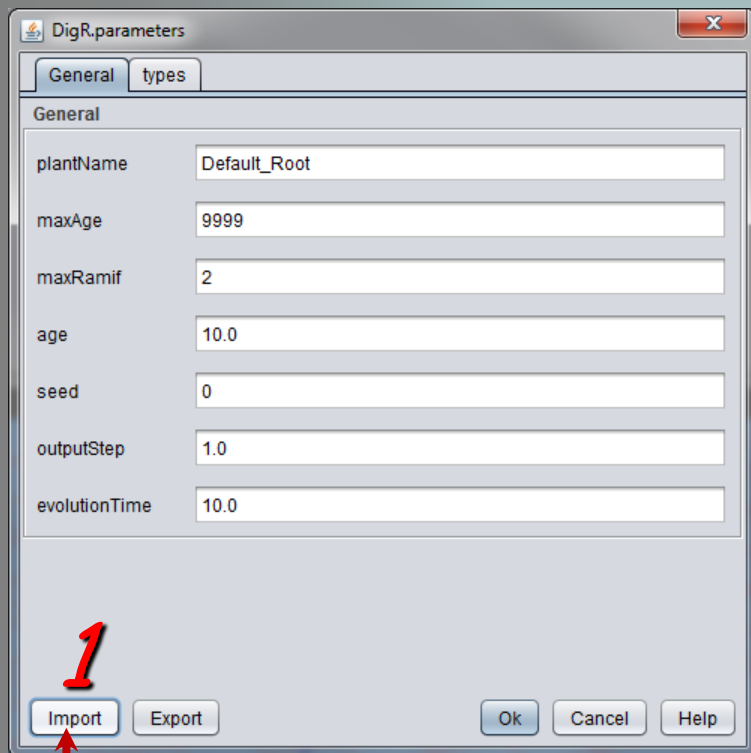 DigR.parameters
General types
General
plantName Default_Root
maxAge 9999
maxRamif 2
age 10.0
seed 0
outputStep 1.0
evolutionTime 10.0
1
Import Export Ok Cancel Help